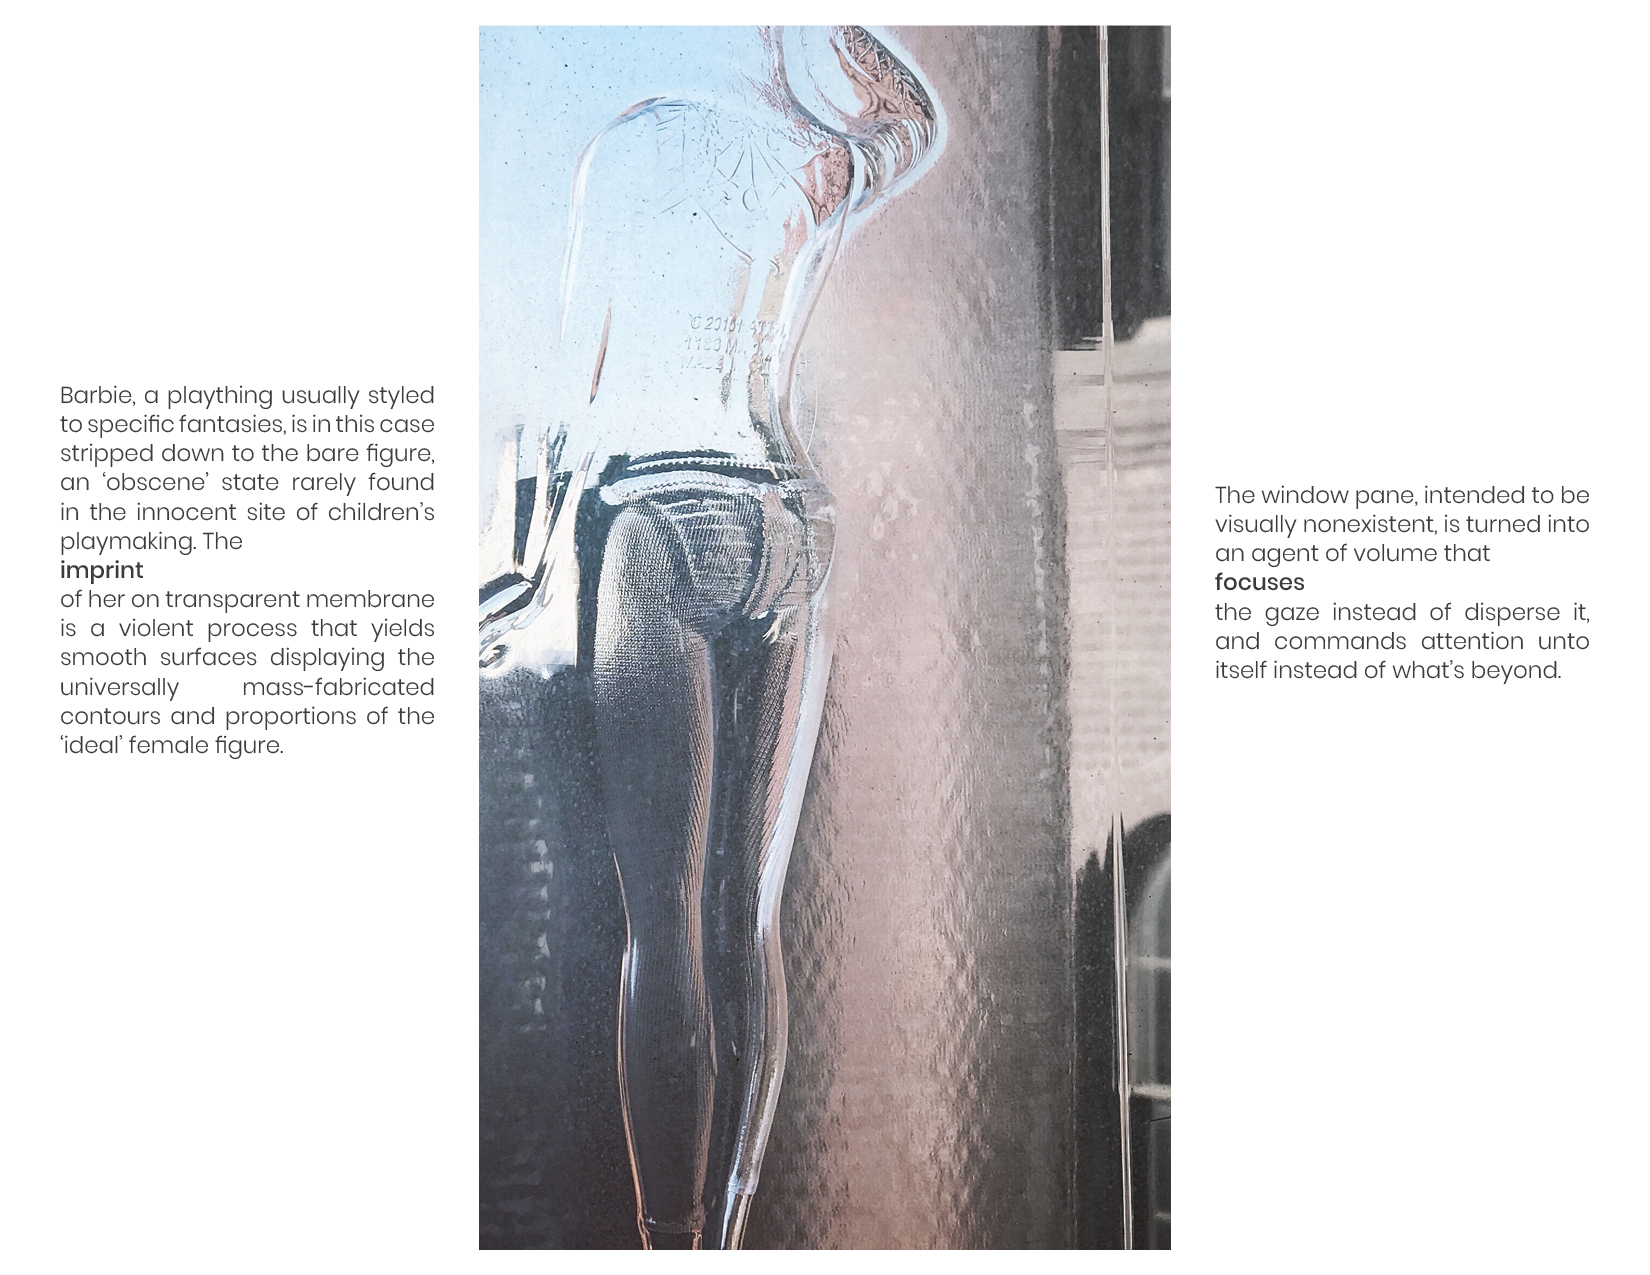 Barbie, a plaything usually styled
to specific fantasies, is in this case
stripped down to the bare figure,
an ‘obscene’ state rarely found
in the innocent site of children’s
playmaking. The
imprint
of her on transparent membrane
is a violent process that yields
smooth surfaces displaying the
universally mass-fabricated
contours and proportions of the
‘ideal’ female figure.
The window pane, intended to be
visually nonexistent, is turned into
an agent of volume that
focuses
the gaze instead of disperse it,
and commands attention unto
itself instead of what’s beyond.